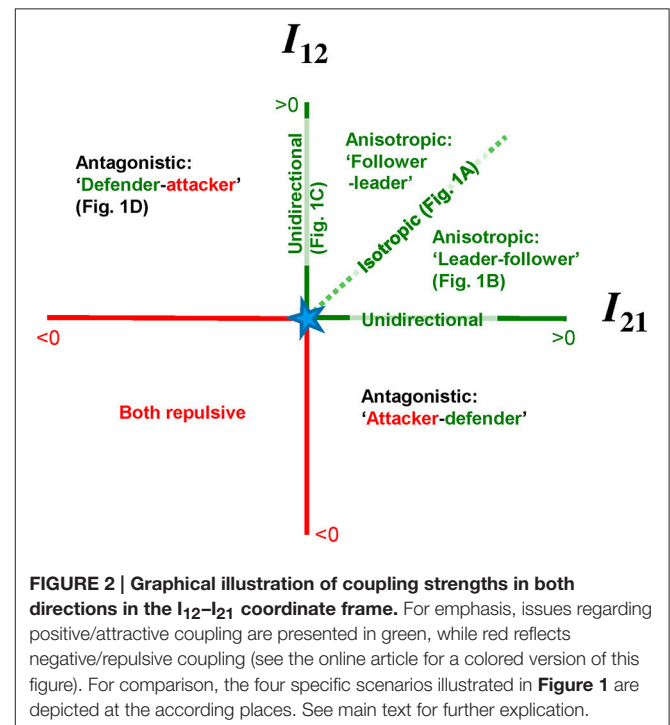 I12
>0
Antagonistic:
'Defender-attacker'
(Fig. 1D)
Unidirectional
(Fig. 1C)
Anisotropic:
'Follower
-leader'
Isotropic (Fig. 1A)
Anisotropic:
'Leader-follower'
(Fig. 1B)
<0
Unidirectional
>0
I21
Both repulsive
Antagonistic:
'Attacker-defender'
<0
FIGURE 2 | Graphical illustration of coupling strengths in both
directions in the I12–I21 coordinate frame. For emphasis, issues regarding
positive/attractive coupling are presented in green, while red reflects
negative/repulsive coupling (see the online article for a colored version of this
figure). For comparison, the four specific scenarios illustrated in Figure 1 are
depicted at the according places. See main text for further explication.